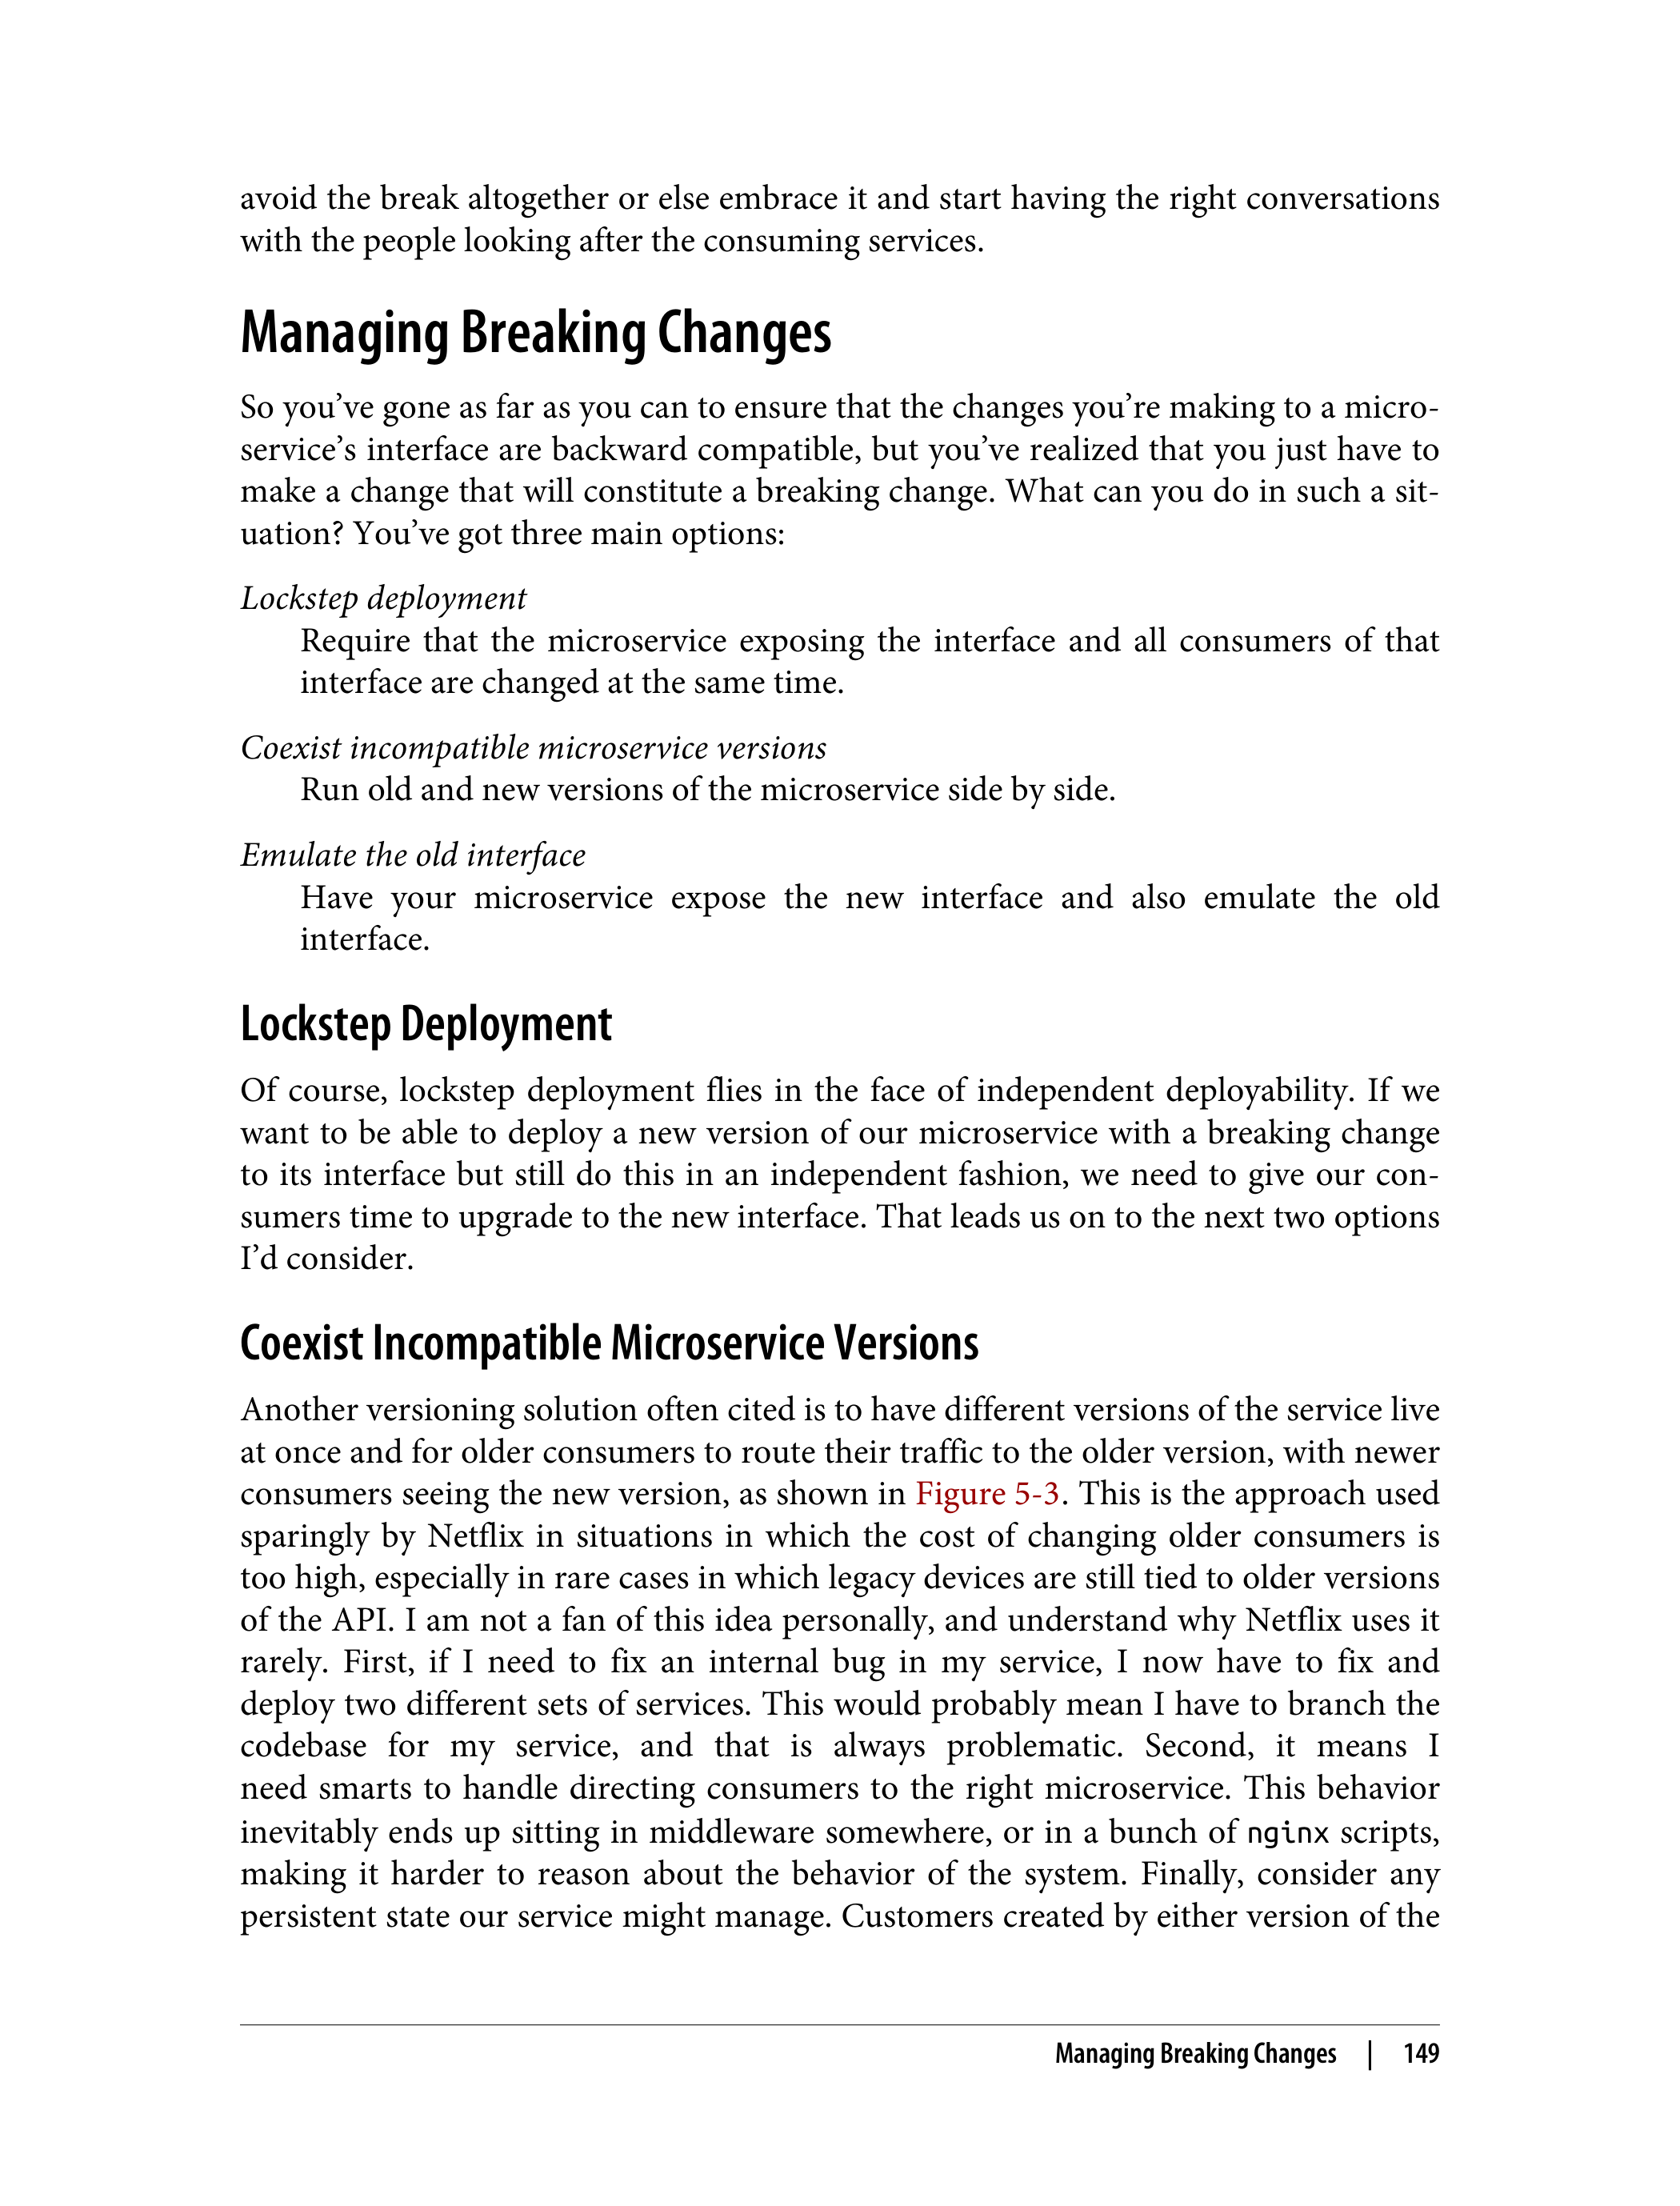 avoid the break altogether or else embrace it and start having the right conversations
with the people looking after the consuming services.
Managing Breaking Changes
So you’ve gone as far as you can to ensure that the changes you’re making to a micro-
service’s interface are backward compatible, but you’ve realized that you just have to
make a change that will constitute a breaking change. What can you do in such a sit-
uation? You’ve got three main options:
Lockstep deployment
Require that the microservice exposing the interface and all consumers of that
interface are changed at the same time.
Coexist incompatible microservice versions
Run old and new versions of the microservice side by side.
Emulate the old interface
Have your microservice expose the new interface and also emulate the old
interface.
Lockstep Deployment
Of course, lockstep deployment flies in the face of independent deployability. If we
want to be able to deploy a new version of our microservice with a breaking change
to its interface but still do this in an independent fashion, we need to give our con-
sumers time to upgrade to the new interface. That leads us on to the next two options
I’d consider.
Coexist Incompatible Microservice Versions
Another versioning solution often cited is to have different versions of the service live
at once and for older consumers to route their traffic to the older version, with newer
consumers seeing the new version, as shown in Figure 5-3. This is the approach used
sparingly by Netflix in situations in which the cost of changing older consumers is
too high, especially in rare cases in which legacy devices are still tied to older versions
of the API. I am not a fan of this idea personally, and understand why Netflix uses it
rarely. First, if I need to fix an internal bug in my service, I now have to fix and
deploy two different sets of services. This would probably mean I have to branch the
codebase for my service, and that is always problematic. Second, it means I
need smarts to handle directing consumers to the right microservice. This behavior
inevitably ends up sitting in middleware somewhere, or in a bunch of nginx scripts,
making it harder to reason about the behavior of the system. Finally, consider any
persistent state our service might manage. Customers created by either version of the
Managing Breaking Changes | 149